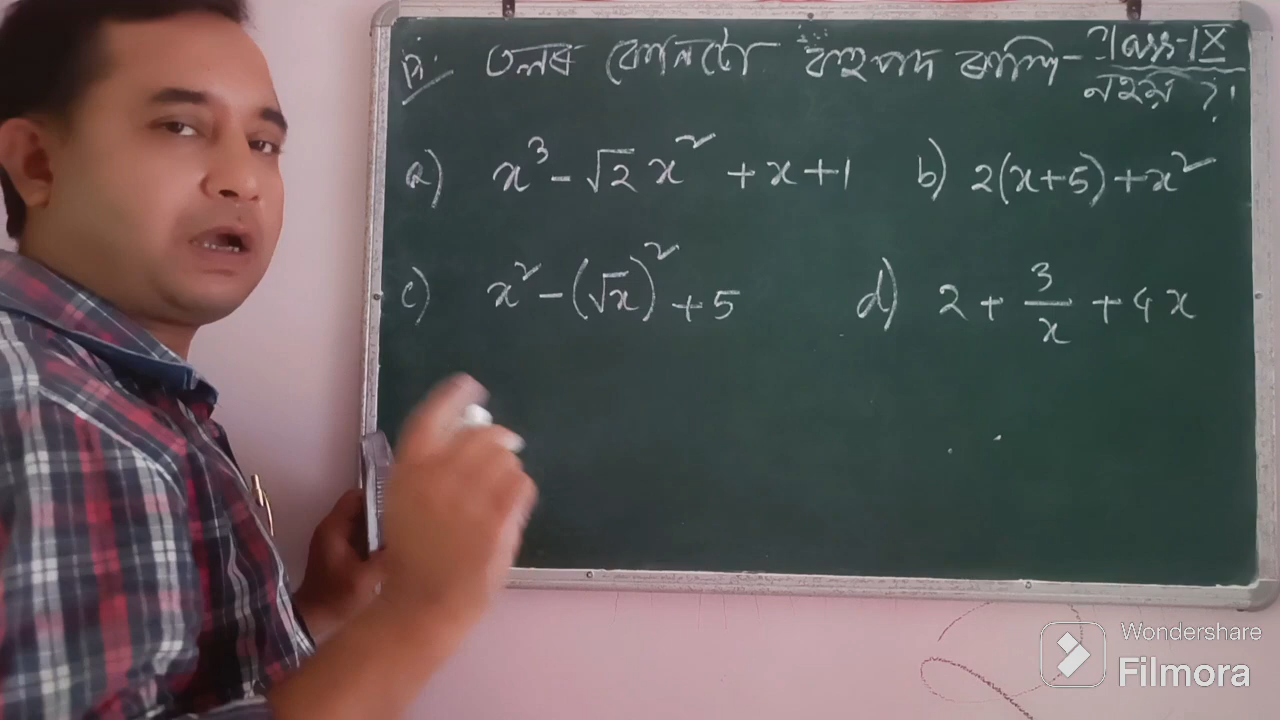 প্ৰ: তলৰ কোনটো বহুপদ ৰাশি- Class-IX
নহয় ?
a) x³ - √2 x² + x + 1 b) 2(x+5) + x²
c) x² - (√x)² + 5 d) 2 + 3/x + 4x
Wondershare
Filmora